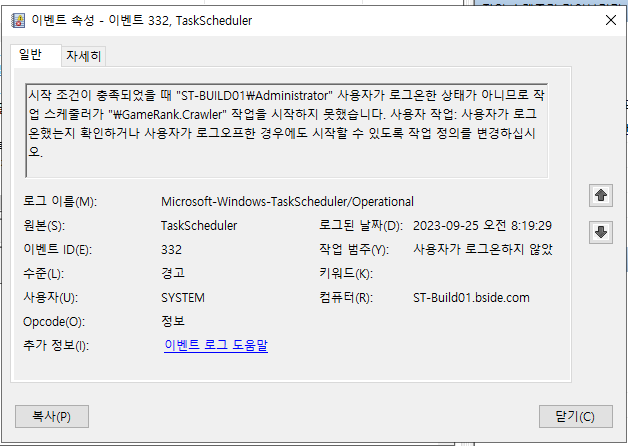 이벤트 속성 - 이벤트 332, TaskScheduler
일반
자세히
시작 조건이 충족되었을 때 "ST-BUILD01₩Administrator" 사용자가 로그온한 상태가 아니므로 작
업 스케줄러가 "₩GameRank.Crawler" 작업을 시작하지 못했습니다. 사용자 작업: 사용자가 로그
온했는지 확인하거나 사용자가 로그오프한 경우에도 시작할 수 있도록 작업 정의를 변경하십시
오.
로그 이름(M): Microsoft-Windows-TaskScheduler/Operational
원본(S): TaskScheduler 로그된 날짜(D): 2023-09-25 오전 8:19:29
이벤트 ID(E): 332 작업 범주(Y): 사용자가 로그온하지 않았
수준(L): 경고 키워드(K):
사용자(U): SYSTEM 컴퓨터(R): ST-Build01.bside.com
Opcode(O): 정보
추가 정보(I): 이벤트 로그 도움말
복사(P) 닫기(C)